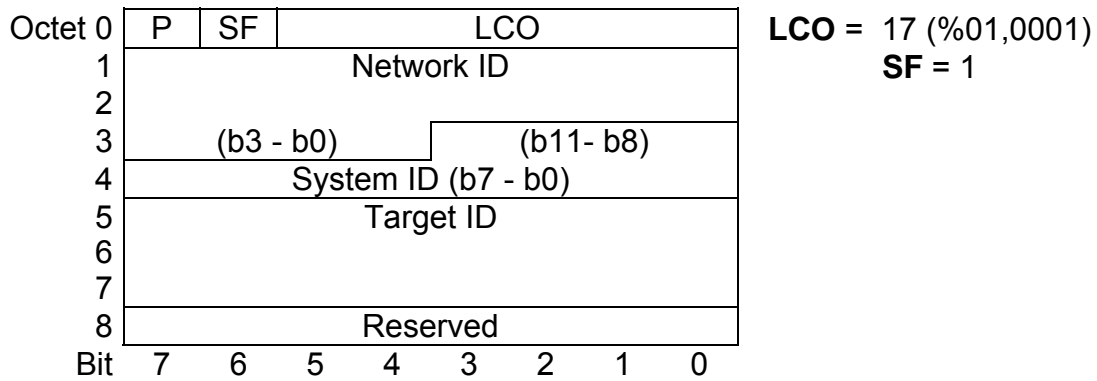 Octet 0 P SF LCO LCO = 17 (%01,0001)
1 Network ID SF = 1
2
3 (b3 - b0) (b11- b8)
4 System ID (b7 - b0)
5 Target ID
6
7
8 Reserved
Bit 7 6 5 4 3 2 1 0